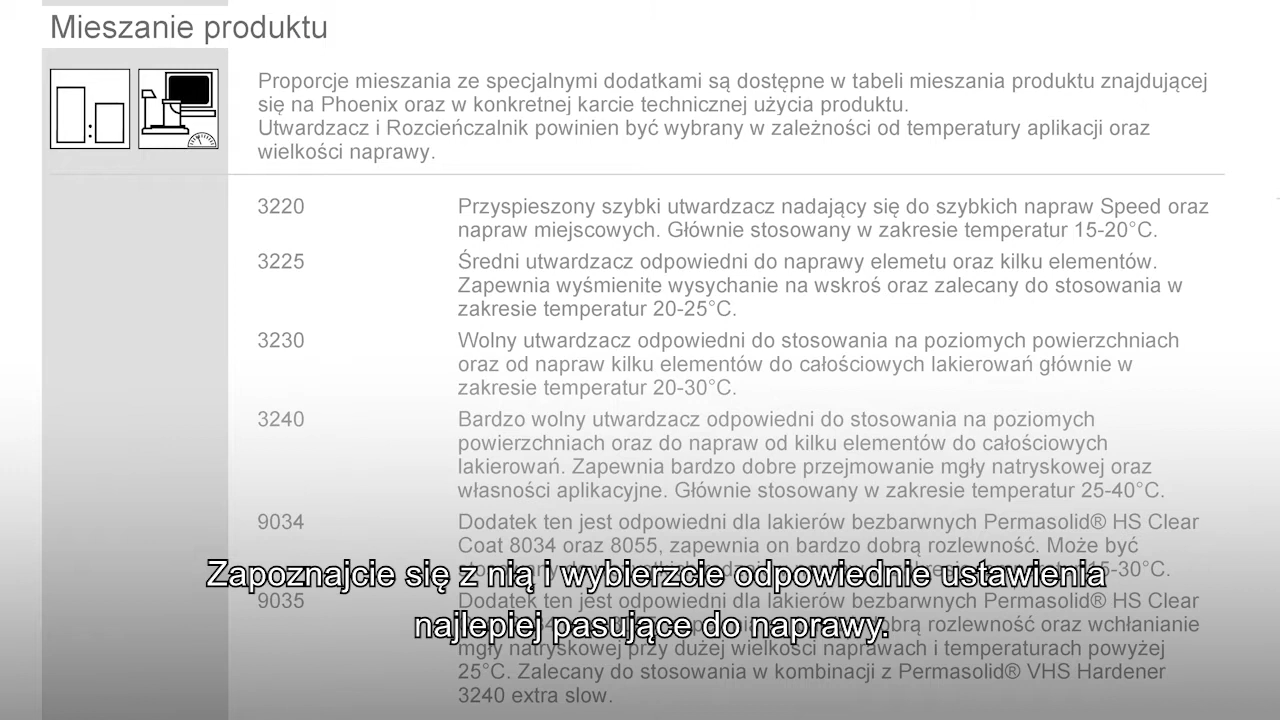 Mieszanie produktu
Proporcje mieszania ze specjalnymi dodatkami są dostępne w tabeli mieszania produktu znajdującej
się na Phoenix oraz w konkretnej karcie technicznej użycia produktu.
Utwardzacz i Rozcieńczalnik powinien być wybrany w zależności od temperatury aplikacji oraz
wielkości naprawy.
3220 Przyspieszony szybki utwardzacz nadający się do szybkich napraw Speed oraz
napraw miejscowych. Głównie stosowany w zakresie temperatur 15-20°C.
3225 Średni utwardzacz odpowiedni do naprawy elemetu oraz kilku elementów.
Zapewnia wyśmienite wysychanie na wskroś oraz zalecany do stosowania w
zakresie temperatur 20-25°C.
3230 Wolny utwardzacz odpowiedni do stosowania na poziomych powierzchniach
oraz od napraw kilku elementów do całościowych lakierowań głównie w
zakresie temperatur 20-30°C.
3240 Bardzo wolny utwardzacz odpowiedni do stosowania na poziomych
powierzchniach oraz do napraw od kilku elementów do całościowych
lakierowań. Zapewnia bardzo dobre przejmowanie mgły natryskowej oraz
własności aplikacyjne. Głównie stosowany w zakresie temperatur 25-40°C.
9034 Dodatek ten jest odpowiedni dla lakierów bezbarwnych Permasolid® HS Clear
Coat 8034 oraz 8055, zapewnia on bardzo dobrą rozlewność. Może być
Zapoznajcie się z nią i wybierzcie odpowiednie ustawienia
9035 Dodatek ten jest odpowiedni dla lakierów bezbarwnych Permasolid® HS Clear
dobrą rozlewność oraz wchłanianie
najlepiej pasujące do naprawy.
mgły natryskowej przy dużej wielkości naprawach i temperaturach powyżej
25°C. Zalecany do stosowania w kombinacji z Permasolid® VHS Hardener
3240 extra slow.